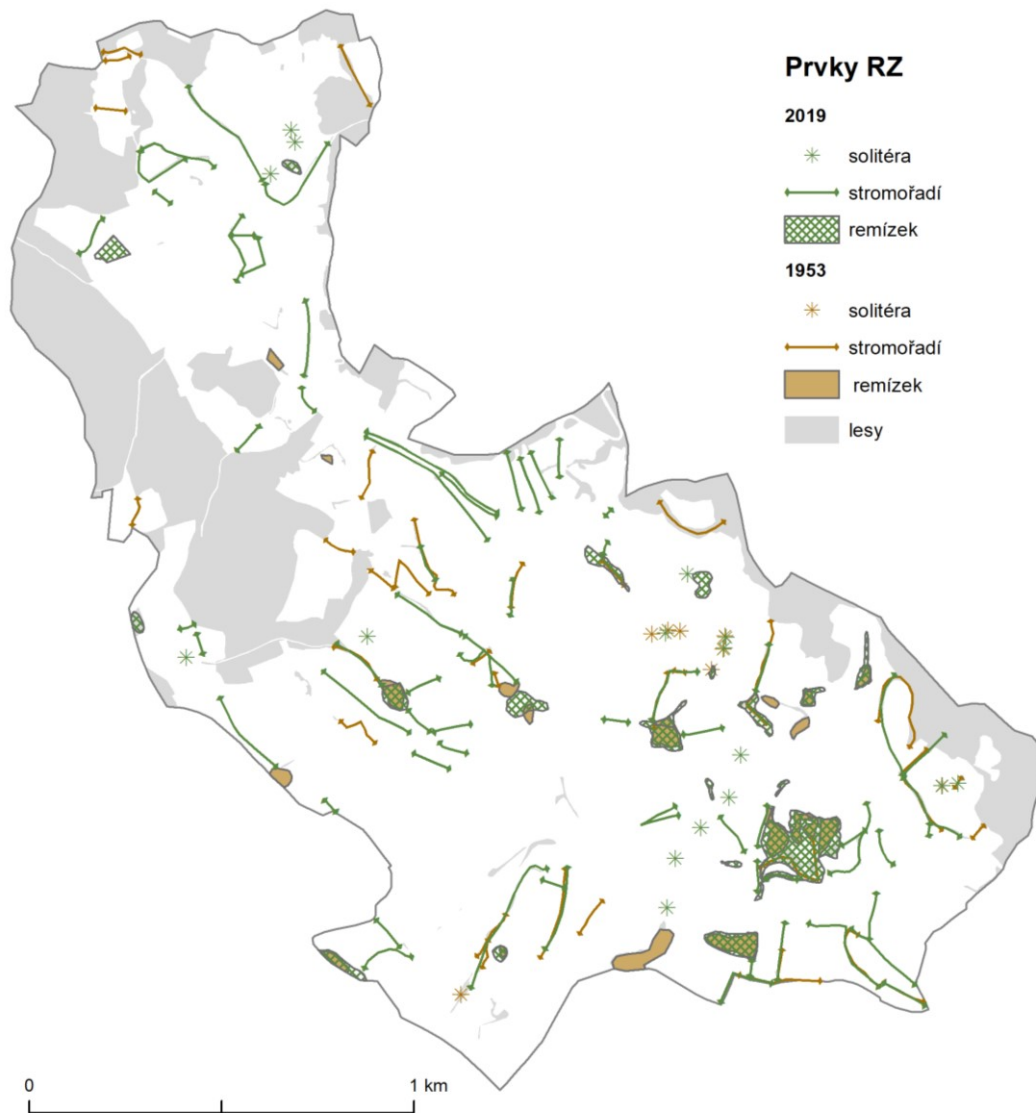 Prvky RZ
2019
solitéra
stromořadí
remízek
1953
solitéra
stromořadí
remízek
lesy
0 1 km